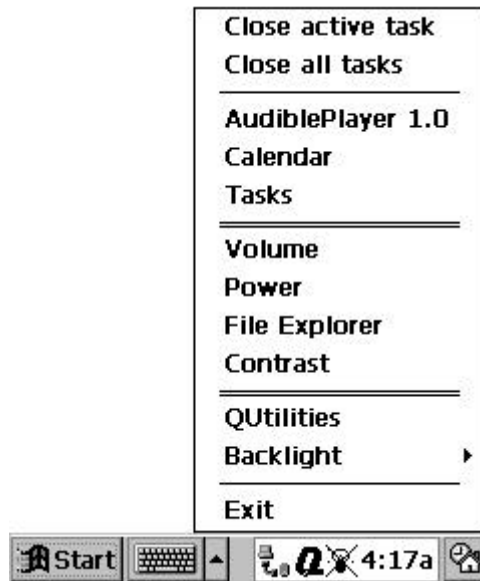 Close active task
Close all tasks
AudiblePlayer 1.0
Calendar
Tasks
Volume
Power
File Explorer
Contrast
QUtilities
Backlight
Exit
Start 4:17a